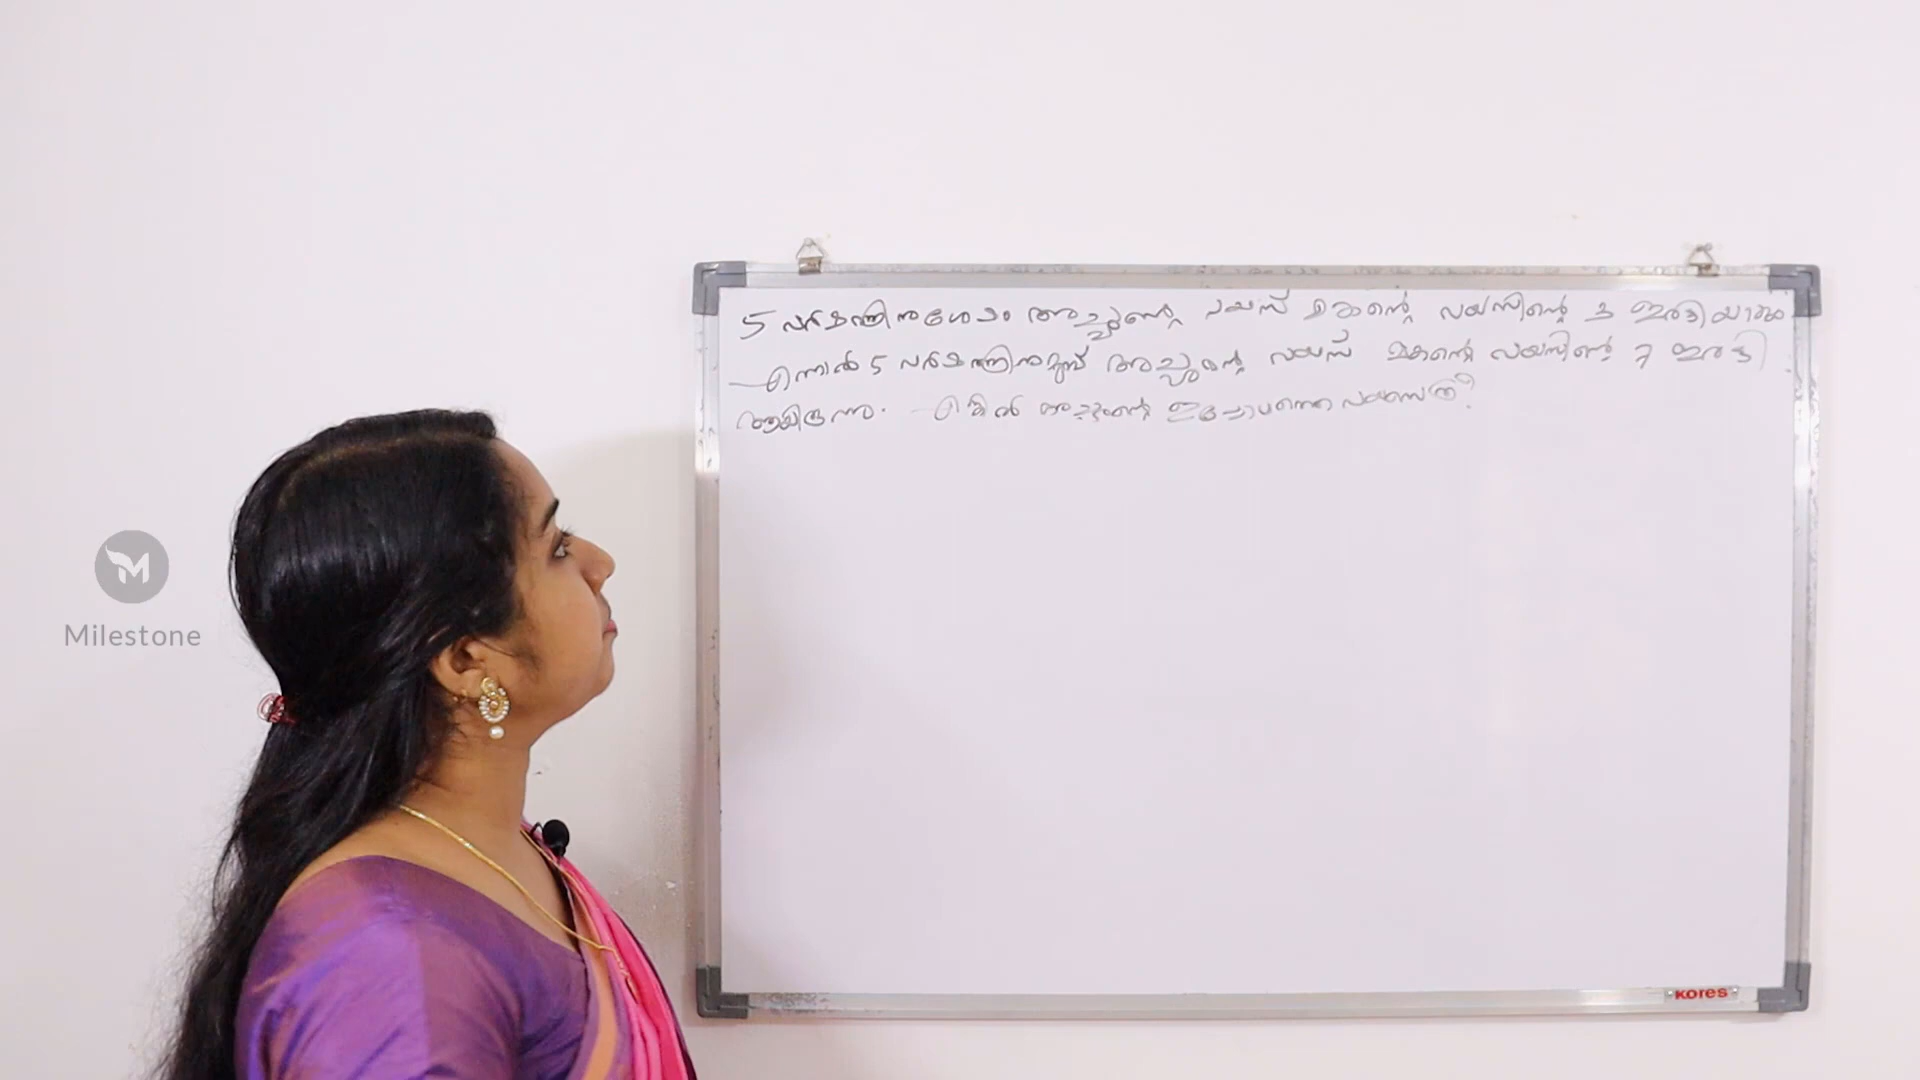 5 വർഷത്തിനുശേഷം അച്ഛന്റെ വയസ് മകന്റെ വയസിന്റെ 3 ഇരട്ടിയാകും
എന്നാൽ 5 വർഷത്തിനുമുമ്പ് അച്ഛന്റെ വയസ് മകന്റെ വയസിന്റെ 7 ഇരട്ടി
ആയിരുന്നു. എങ്കിൽ അച്ഛന്റെ ഇപ്പോഴത്തെ വയസെത്ര?
Milestone
kores